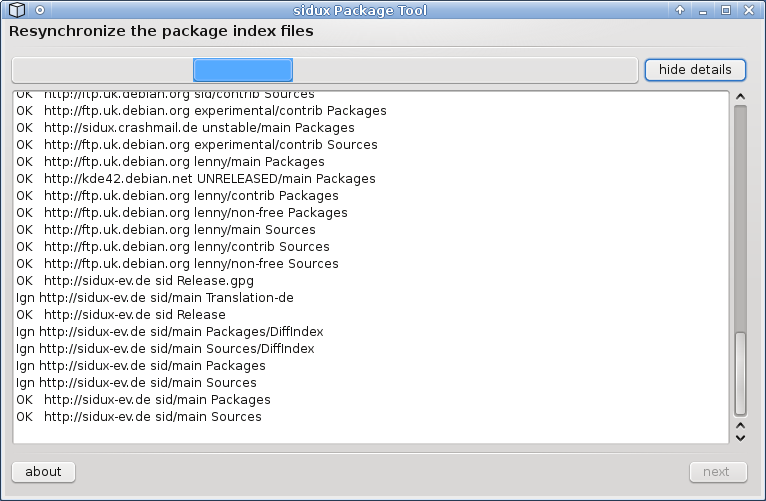 sidux Package Tool
Resynchronize the package index files
hide details
OK http://ftp.uk.debian.org sid/contrib Sources
OK http://ftp.uk.debian.org experimental/contrib Packages
OK http://sidux.crashmail.de unstable/main Packages
OK http://ftp.uk.debian.org experimental/contrib Sources
OK http://ftp.uk.debian.org lenny/main Packages
OK http://kde42.debian.net UNRELEASED/main Packages
OK http://ftp.uk.debian.org lenny/contrib Packages
OK http://ftp.uk.debian.org lenny/non-free Packages
OK http://ftp.uk.debian.org lenny/main Sources
OK http://ftp.uk.debian.org lenny/contrib Sources
OK http://ftp.uk.debian.org lenny/non-free Sources
OK http://sidux-ev.de sid Release.gpg
Ign http://sidux-ev.de sid/main Translation-de
OK http://sidux-ev.de sid Release
Ign http://sidux-ev.de sid/main Packages/DiffIndex
Ign http://sidux-ev.de sid/main Sources/DiffIndex
Ign http://sidux-ev.de sid/main Packages
Ign http://sidux-ev.de sid/main Sources
OK http://sidux-ev.de sid/main Packages
OK http://sidux-ev.de sid/main Sources
about
next